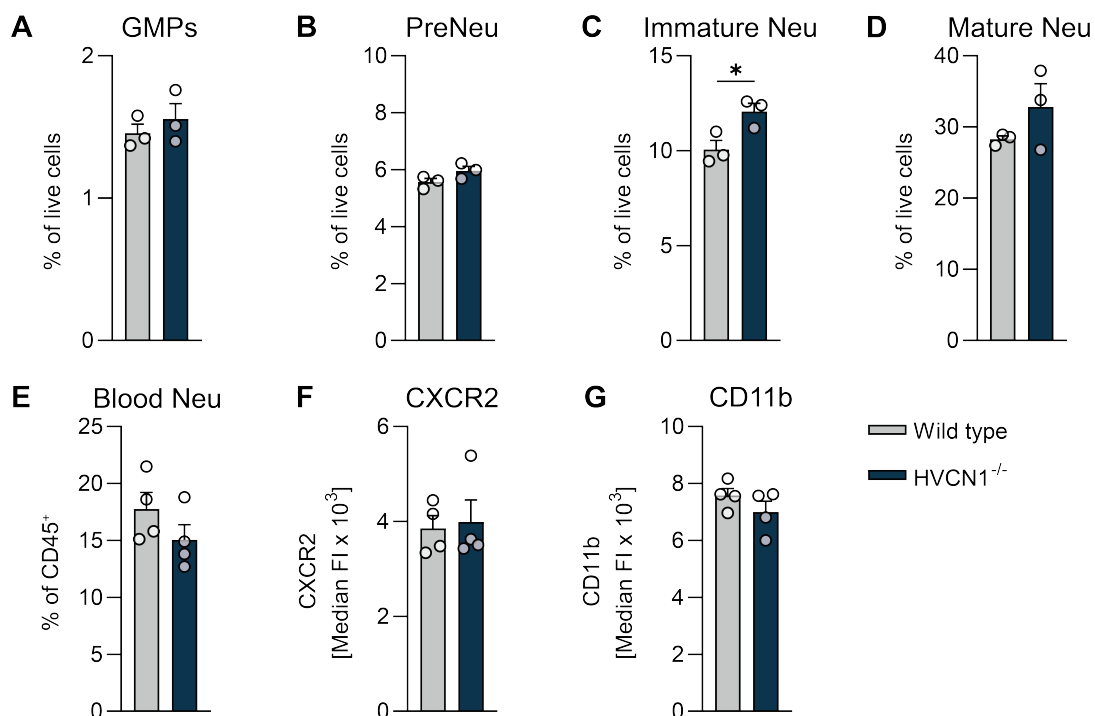 A GMPs
2
1
0
% of live cells
B PreNeu
10
8
6
4
2
0
% of live cells
C Immature Neu
15
10
5
0
% of live cells
*
D Mature Neu
40
30
20
10
0
% of live cells
E Blood Neu
25
20
15
10
5
0
% of CD45⁺
F CXCR2
6
4
2
0
CXCR2
[Median FI x 10³]
G CD11b
10
8
6
4
2
0
CD11b
[Median FI x 10³]
Wild type
HVCN1⁻/⁻